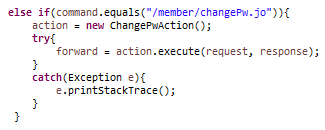 else if(command.equals("/member/changePw.jo")){
action = new ChangePwAction();
try{
forward = action.execute(request, response);
}
catch(Exception e){
e.printStackTrace();
}
}